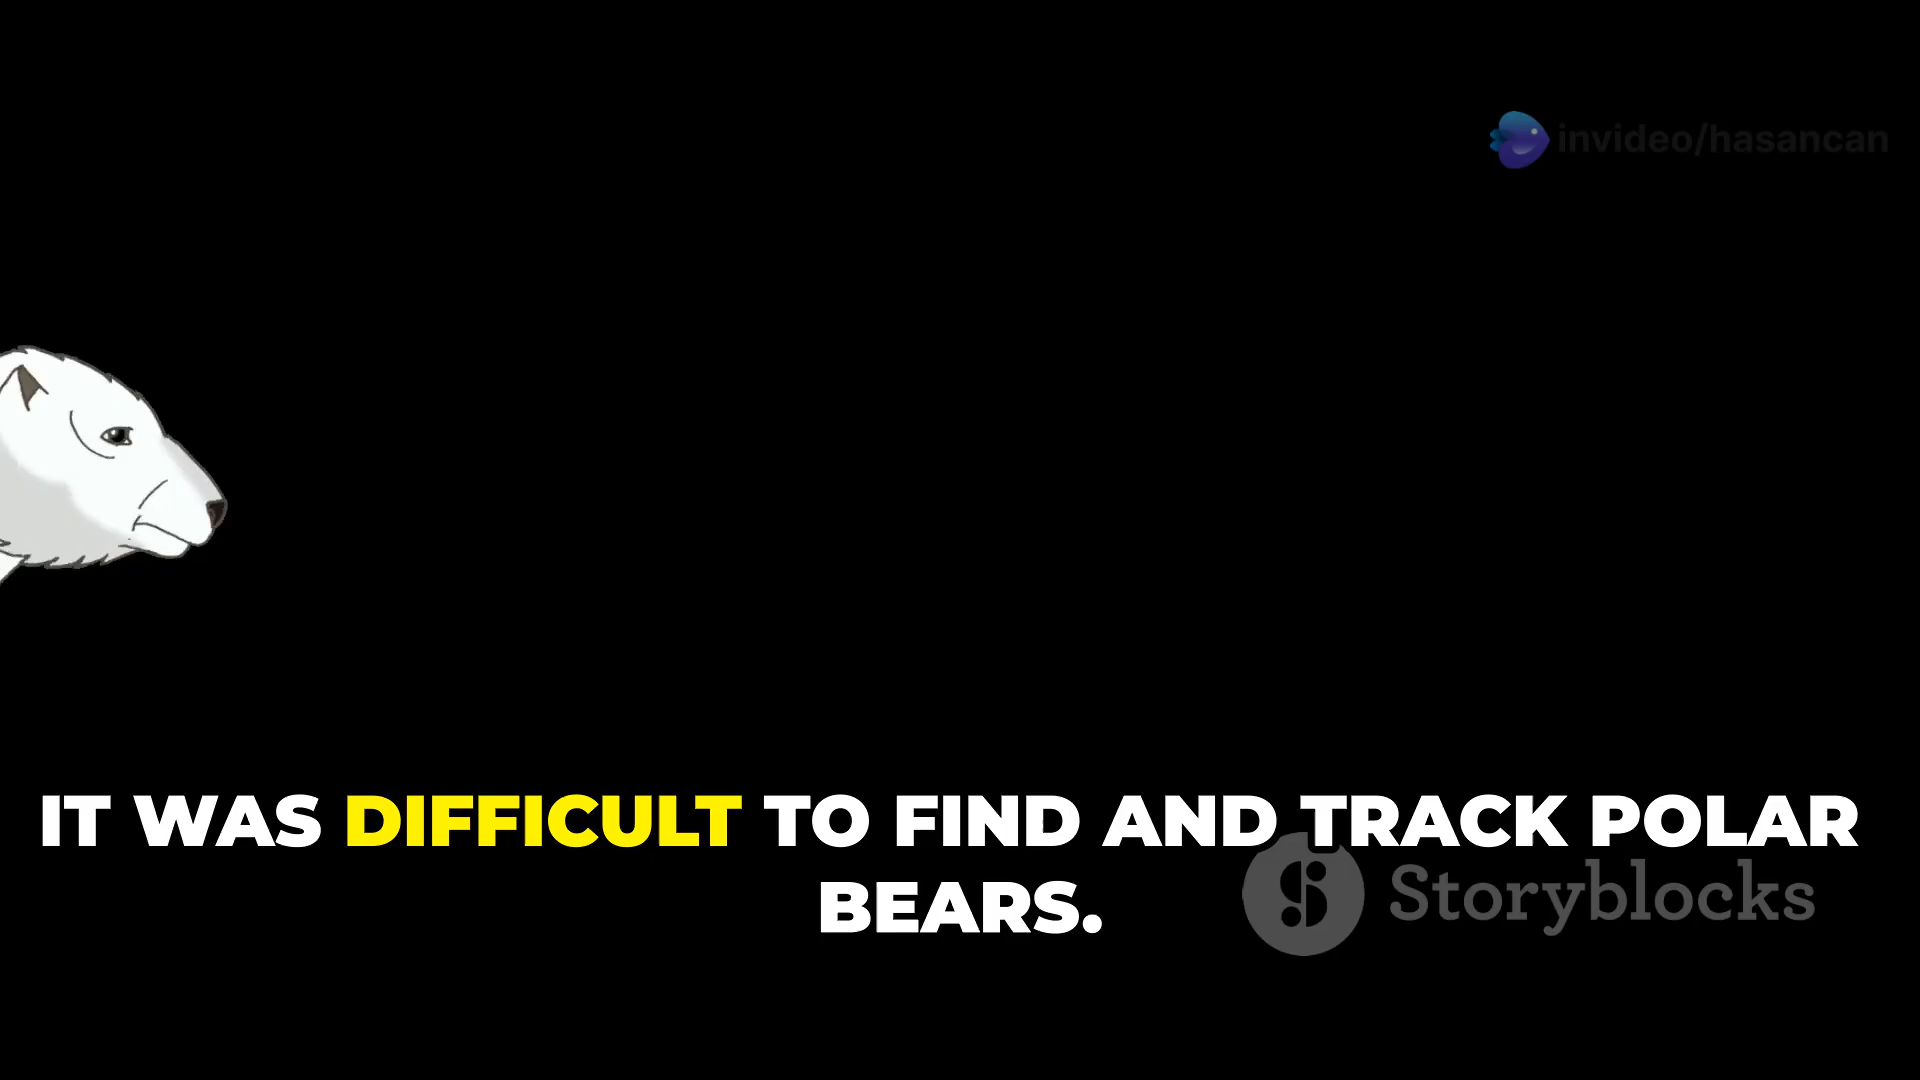 invideo/hasancan
IT WAS DIFFICULT TO FIND AND TRACK POLAR
BEARS.
Storyblocks